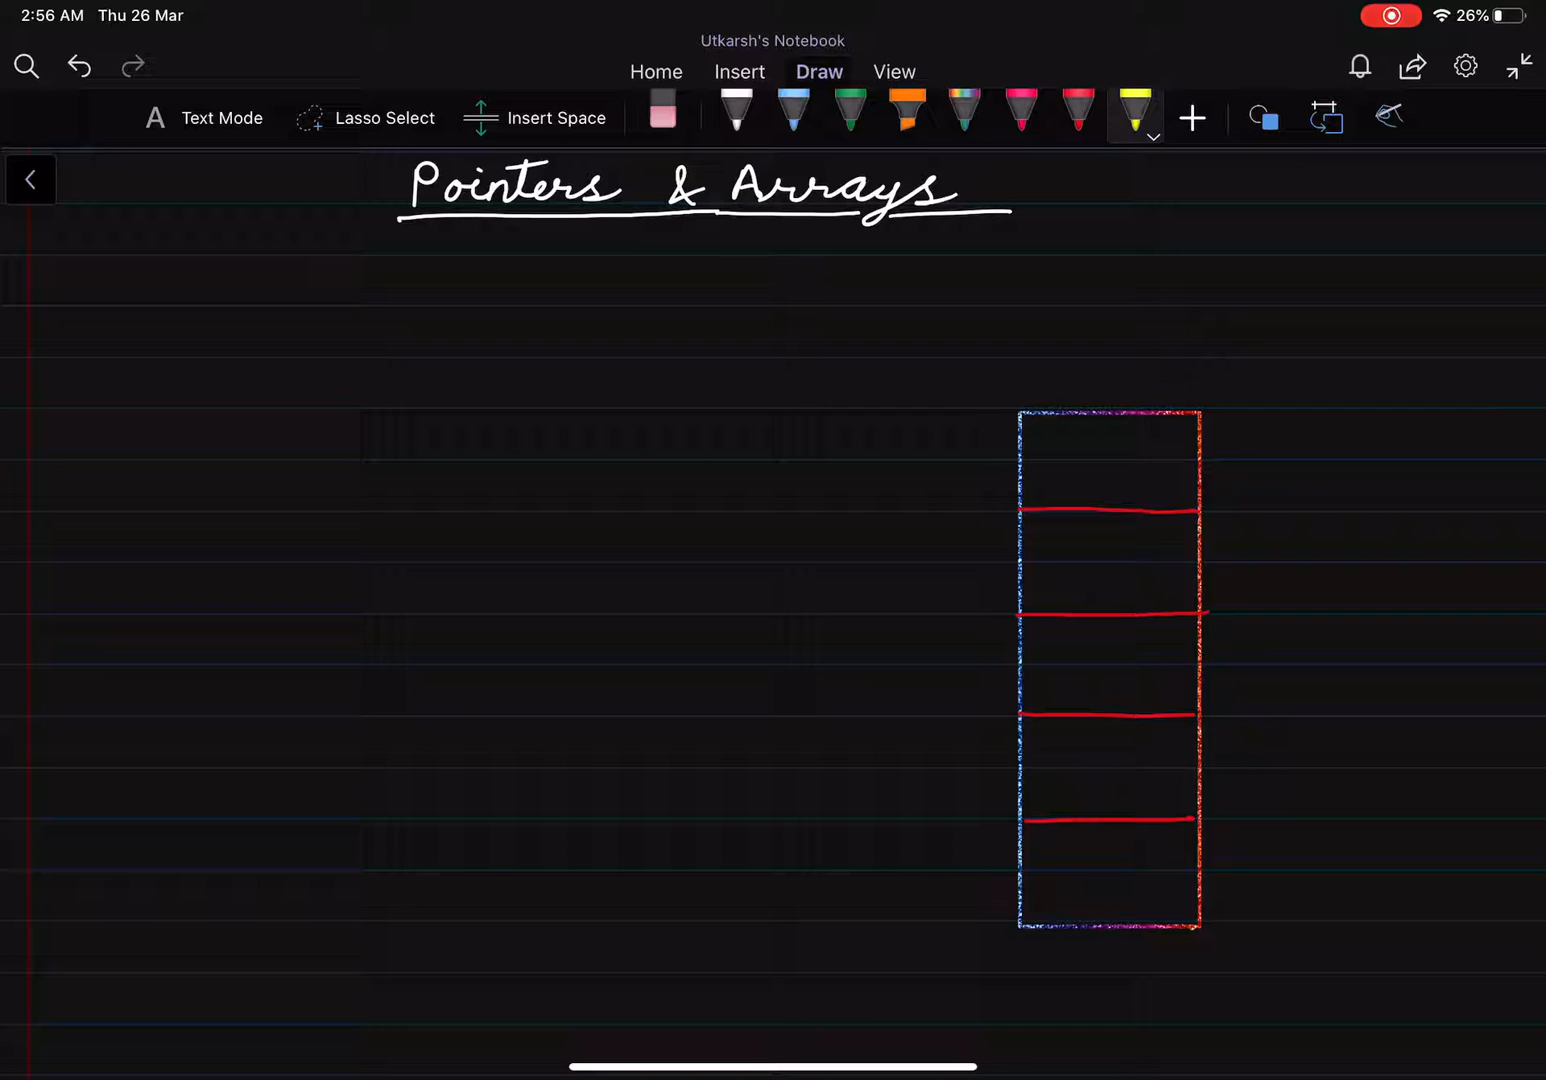 2:56 AM Thu 26 Mar
26%
Utkarsh's Notebook
Home Insert Draw View
A Text Mode Lasso Select Insert Space
Pointers & Arrays